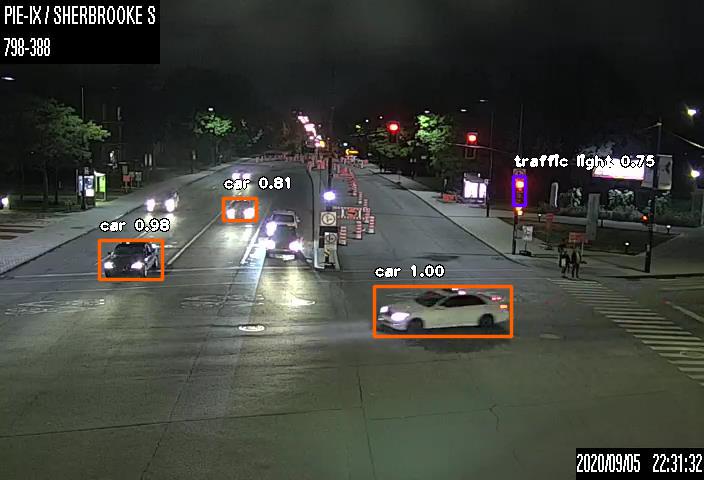 PIE-IX / SHERBROOKE S
798-388
traffic light 0.75
car 0.81
car 0.98
car 1.00
2020/09/05 22:31:32